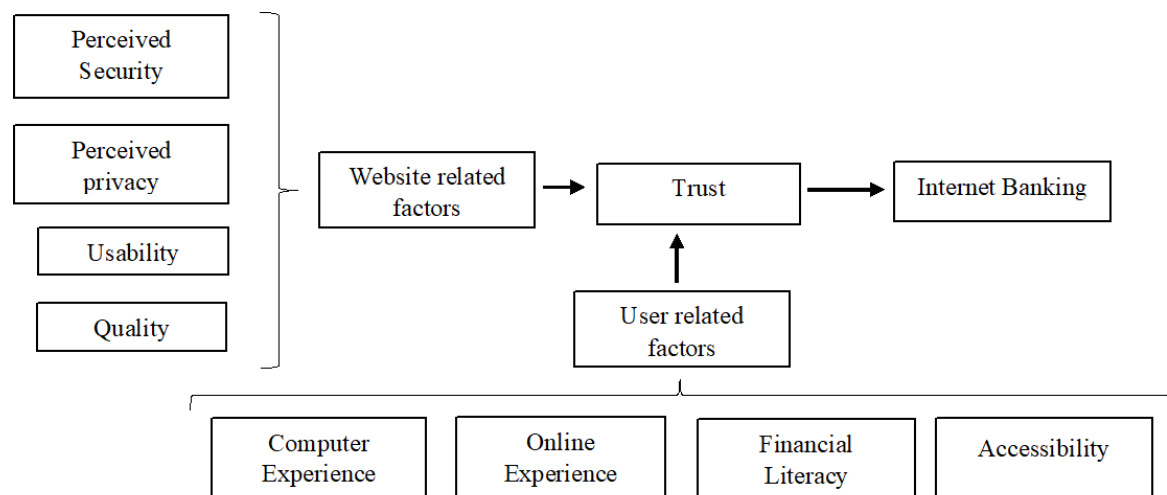 Perceived
Security
Perceived
privacy
Usability
Quality
Website related
factors
Trust
Internet Banking
User related
factors
Computer
Experience
Online
Experience
Financial
Literacy
Accessibility